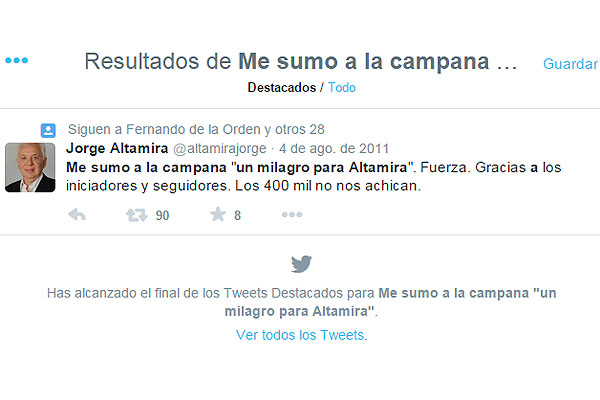 Resultados de Me sumo a la campana ...
Guardar
Destacados / Todo
Siguen a Fernando de la Orden y otros 28
Jorge Altamira @altamirajorge · 4 de ago. de 2011
Me sumo a la campana "un milagro para Altamira". Fuerza. Gracias a los
iniciadores y seguidores. Los 400 mil no nos achican.
90
8
Has alcanzado el final de los Tweets Destacados para Me sumo a la campana "un
milagro para Altamira".
Ver todos los Tweets.